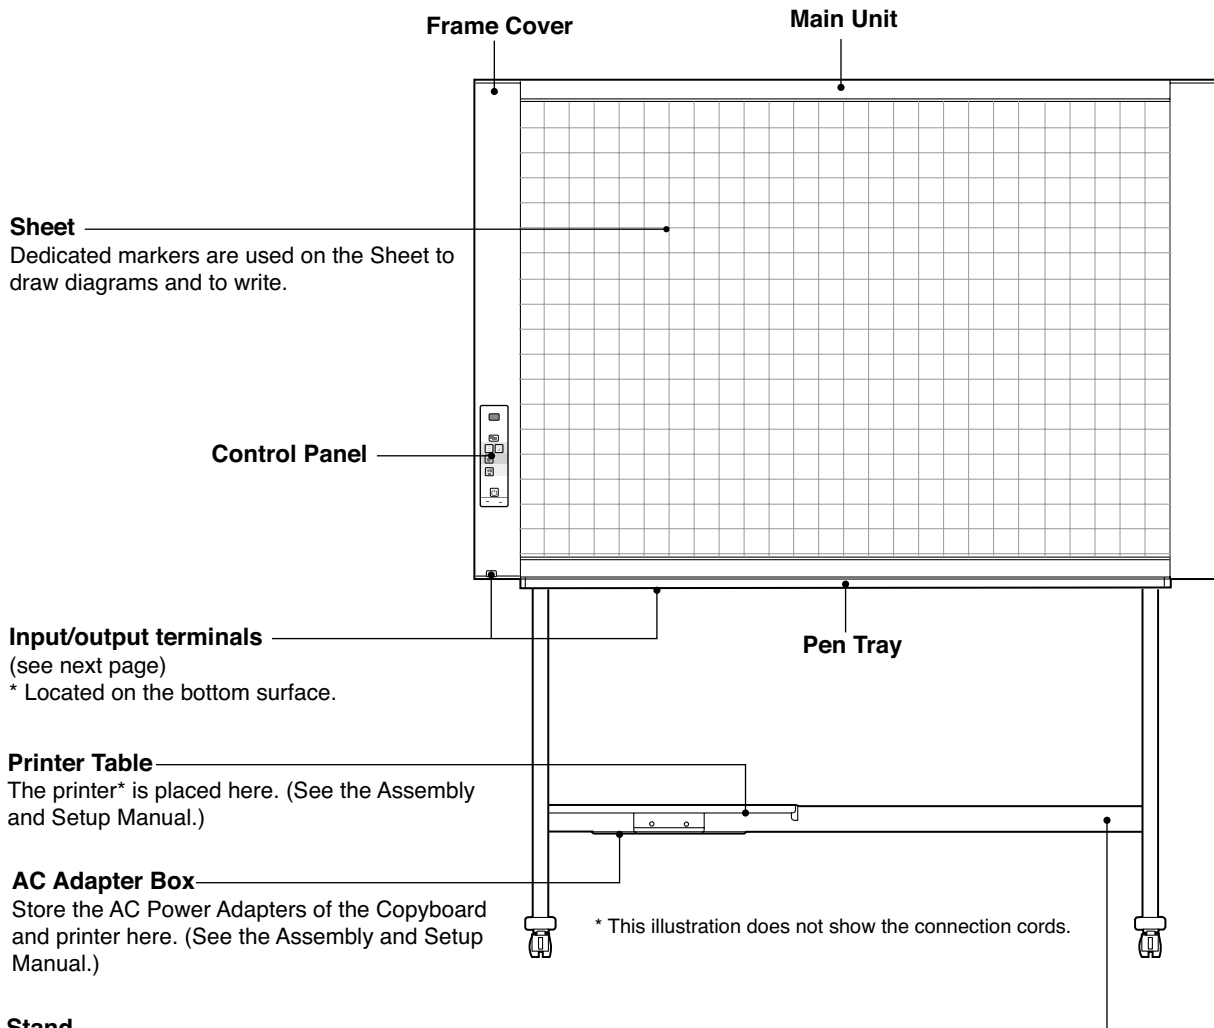 Frame Cover
Main Unit
Sheet
Dedicated markers are used on the Sheet to
draw diagrams and to write.
Control Panel
Input/output terminals
(see next page)
* Located on the bottom surface.
Pen Tray
Printer Table
The printer* is placed here. (See the Assembly
and Setup Manual.)
AC Adapter Box
Store the AC Power Adapters of the Copyboard
and printer here. (See the Assembly and Setup
Manual.)
* This illustration does not show the connection cords.
Stand